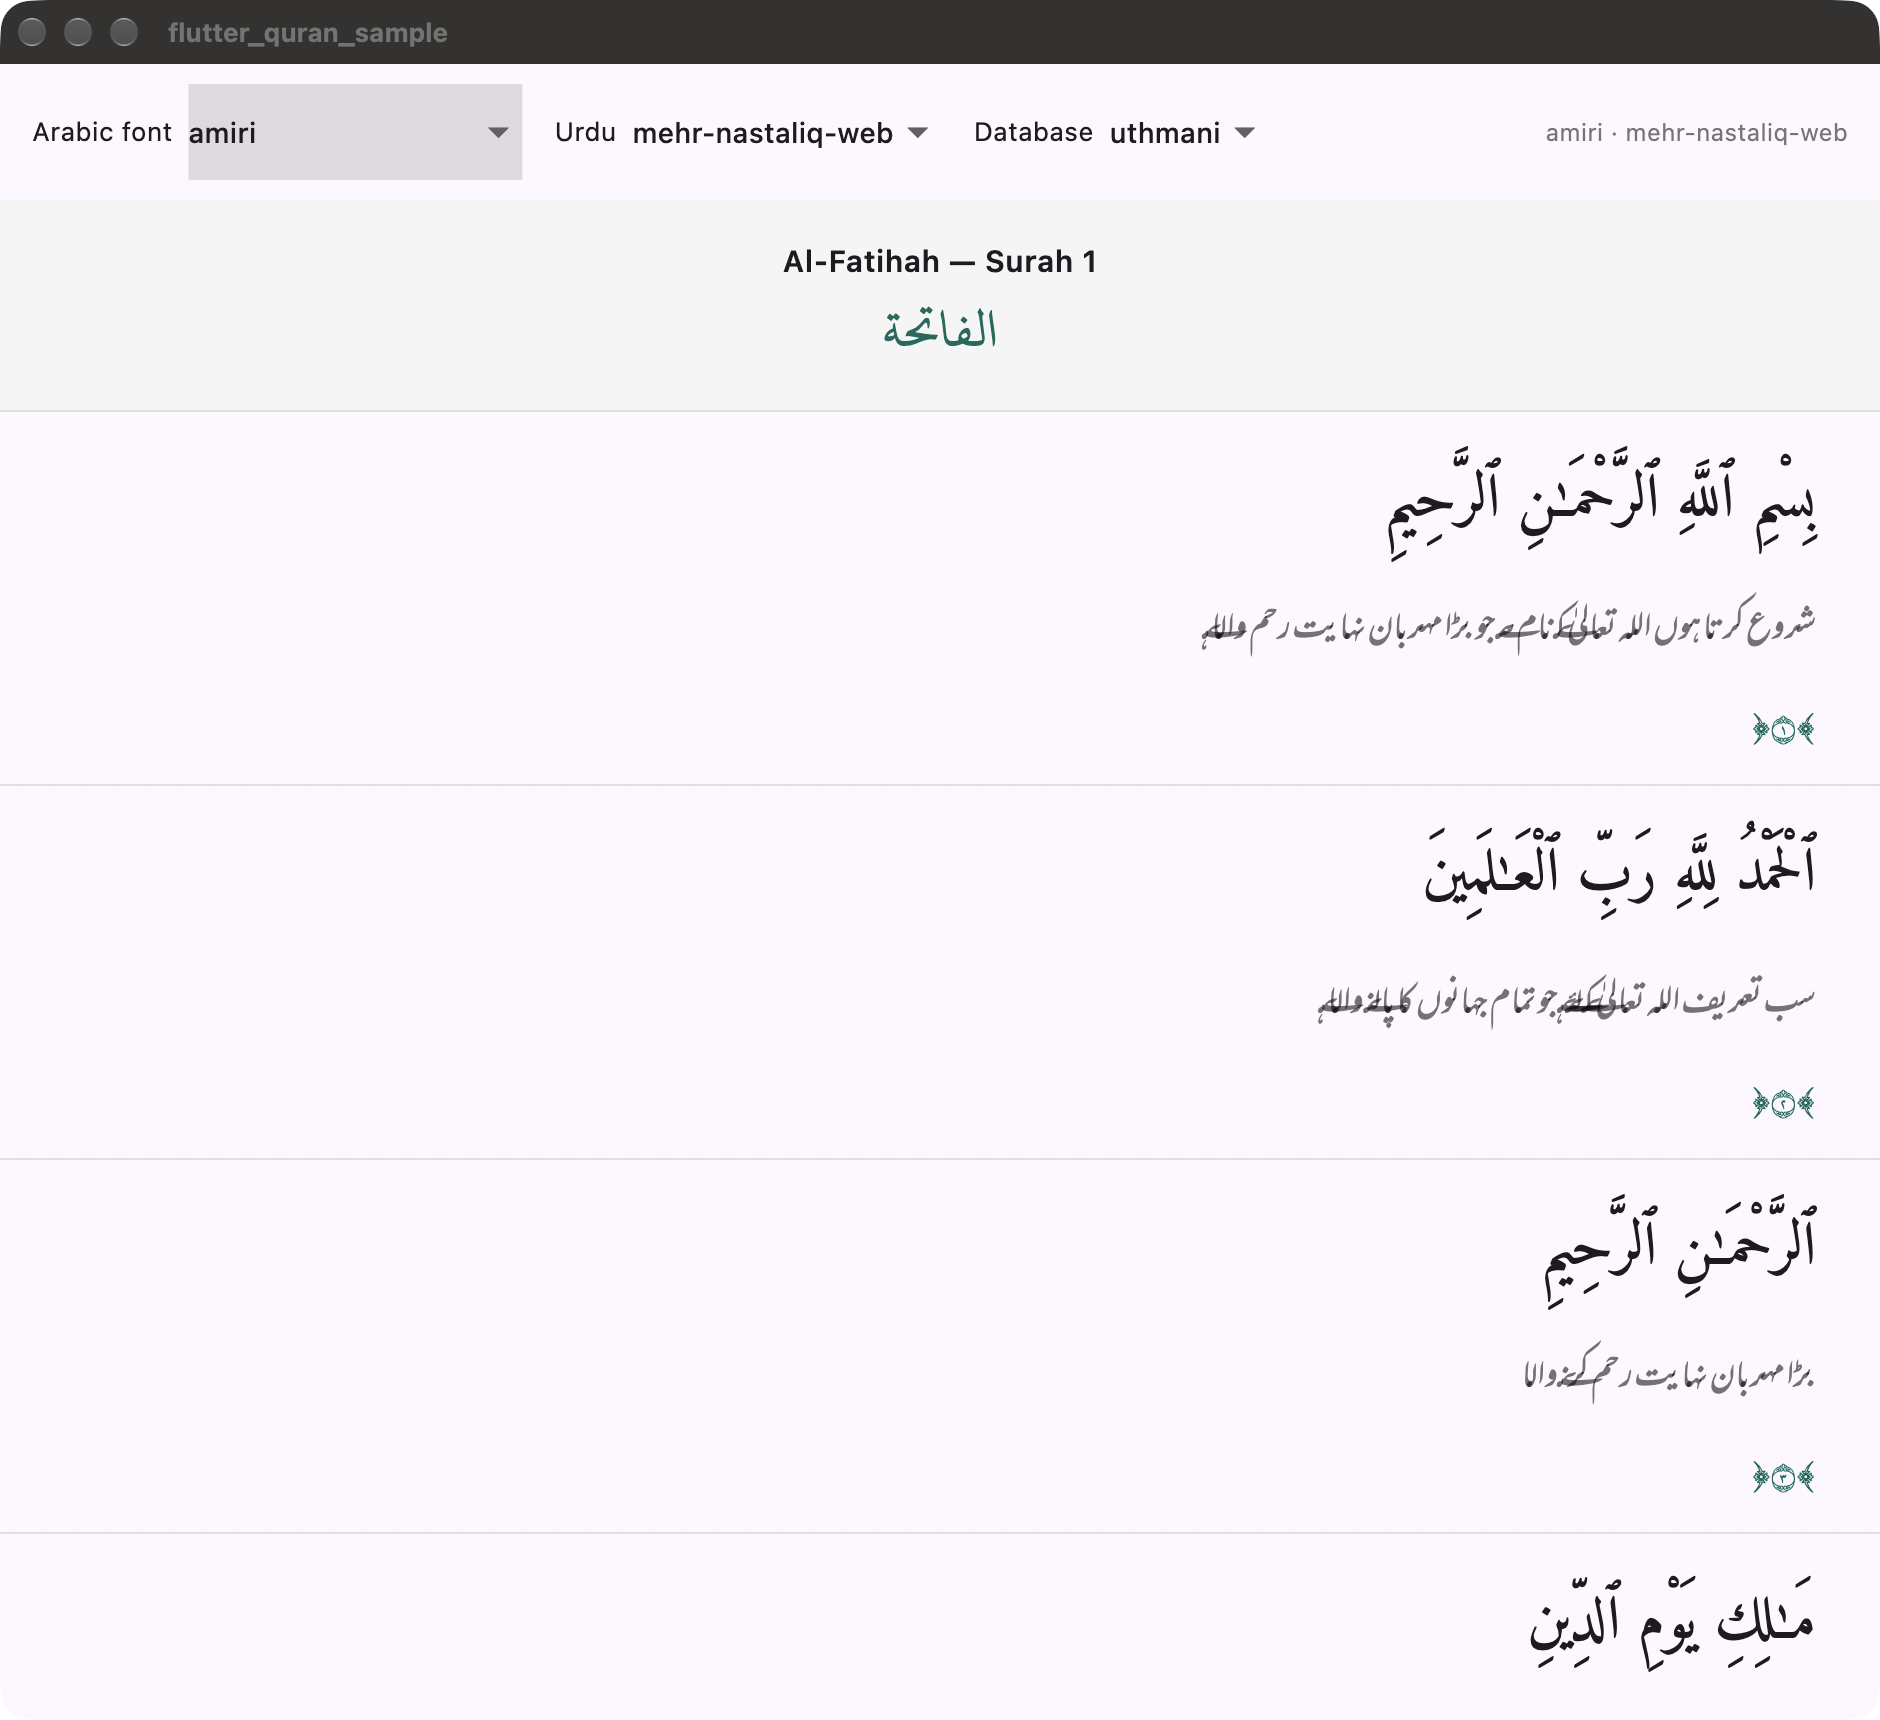 flutter_quran_sample
Arabic font amiri Urdu mehr-nastaliq-web Database uthmani amiri · mehr-nastaliq-web
Al-Fatihah — Surah 1
الفاتحة
بِسْمِ ٱللَّهِ ٱلرَّحْمَـٰنِ ٱلرَّحِيمِ
شروع کرتا ہوں اللہ تعالیٰ کے نام سے جو بڑا مہربان نہایت رحم والا ہے
﴿١﴾
ٱلْحَمْدُ لِلَّهِ رَبِّ ٱلْعَـٰلَمِينَ
سب تعریف اللہ تعالیٰ کے لئے ہے جو تمام جہانوں کا پالنے والا ہے
﴿٢﴾
ٱلرَّحْمَـٰنِ ٱلرَّحِيمِ
بڑا مہربان نہایت رحم کرنے والا
﴿٣﴾
مَـٰلِكِ يَوْمِ ٱلدِّينِ